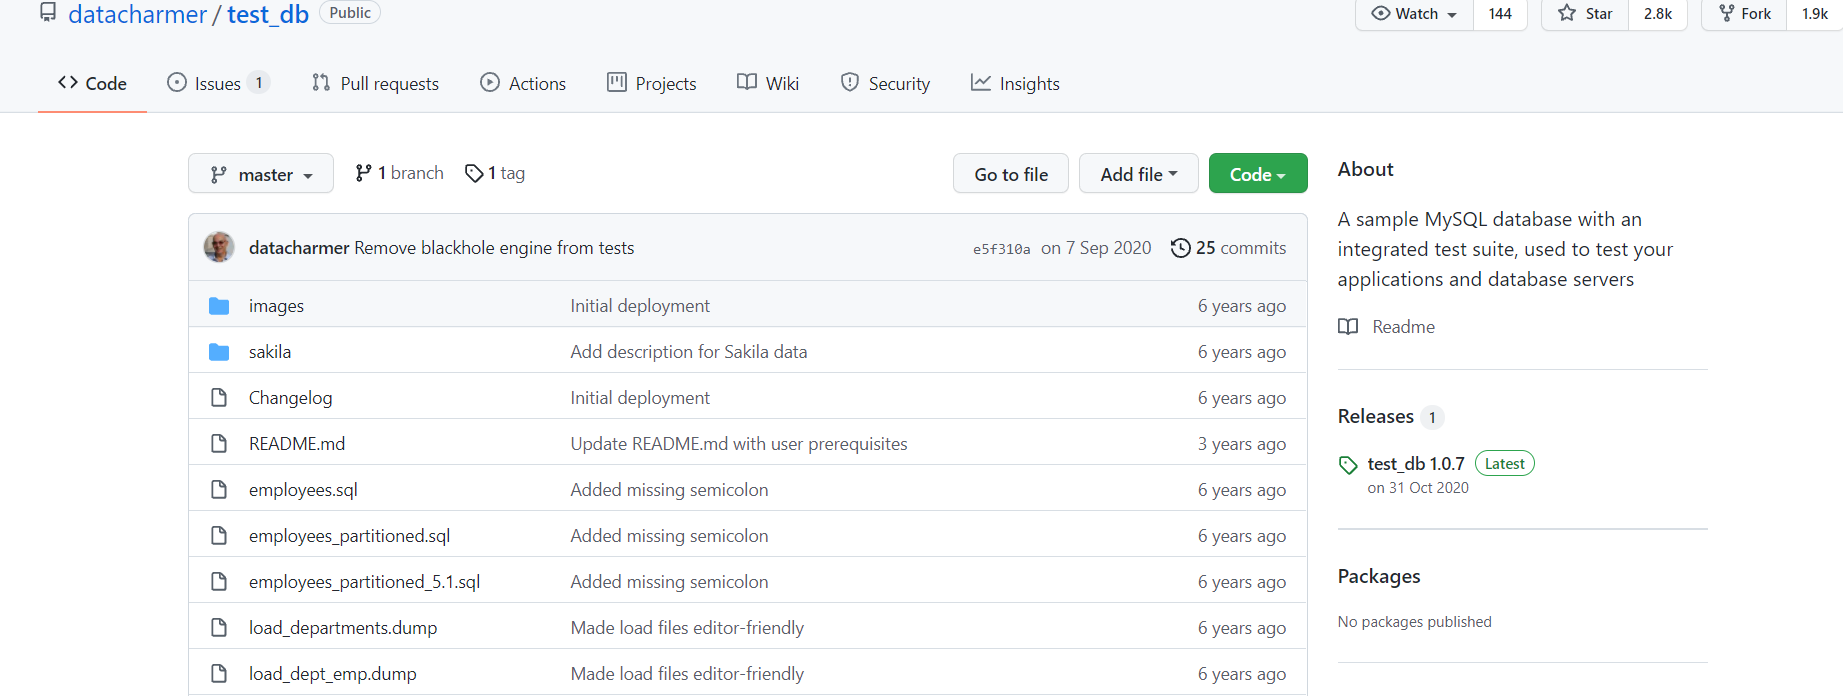 datacharmer / test_db Public Watch 144 Star 2.8k Fork 1.9k
Code Issues 1 Pull requests Actions Projects Wiki Security Insights
master 1 branch 1 tag Go to file Add file Code
datacharmer Remove blackhole engine from tests e5f310a on 7 Sep 2020 25 commits
images Initial deployment 6 years ago
sakila Add description for Sakila data 6 years ago
Changelog Initial deployment 6 years ago
README.md Update README.md with user prerequisites 3 years ago
employees.sql Added missing semicolon 6 years ago
employees_partitioned.sql Added missing semicolon 6 years ago
employees_partitioned_5.1.sql Added missing semicolon 6 years ago
load_departments.dump Made load files editor-friendly 6 years ago
load_dept_emp.dump Made load files editor-friendly 6 years ago
About
A sample MySQL database with an
integrated test suite, used to test your
applications and database servers
Readme
Releases 1
test_db 1.0.7 Latest
on 31 Oct 2020
Packages
No packages published